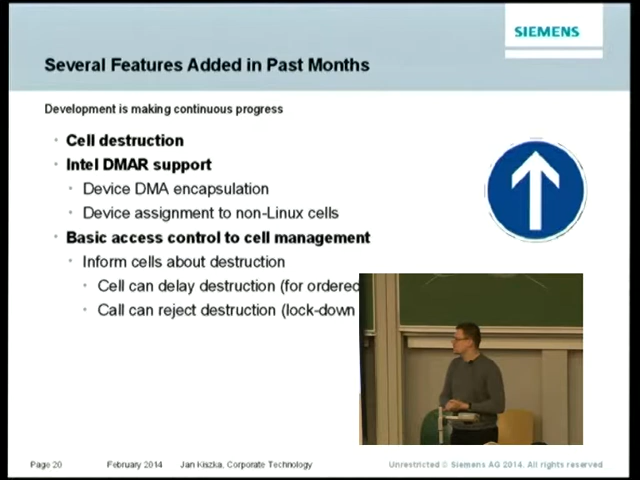 SIEMENS
Several Features Added in Past Months
Development is making continuous progress
Cell destruction
Intel DMAR support
Device DMA encapsulation
Device assignment to non-Linux cells
Basic access control to cell management
Inform cells about destruction
Cell can delay destruction (for ordered
Call can reject destruction (lock-down
Page 20 February 2014 Jan Kiszka, Corporate Technology Unrestricted © Siemens AG 2014. All rights reserved